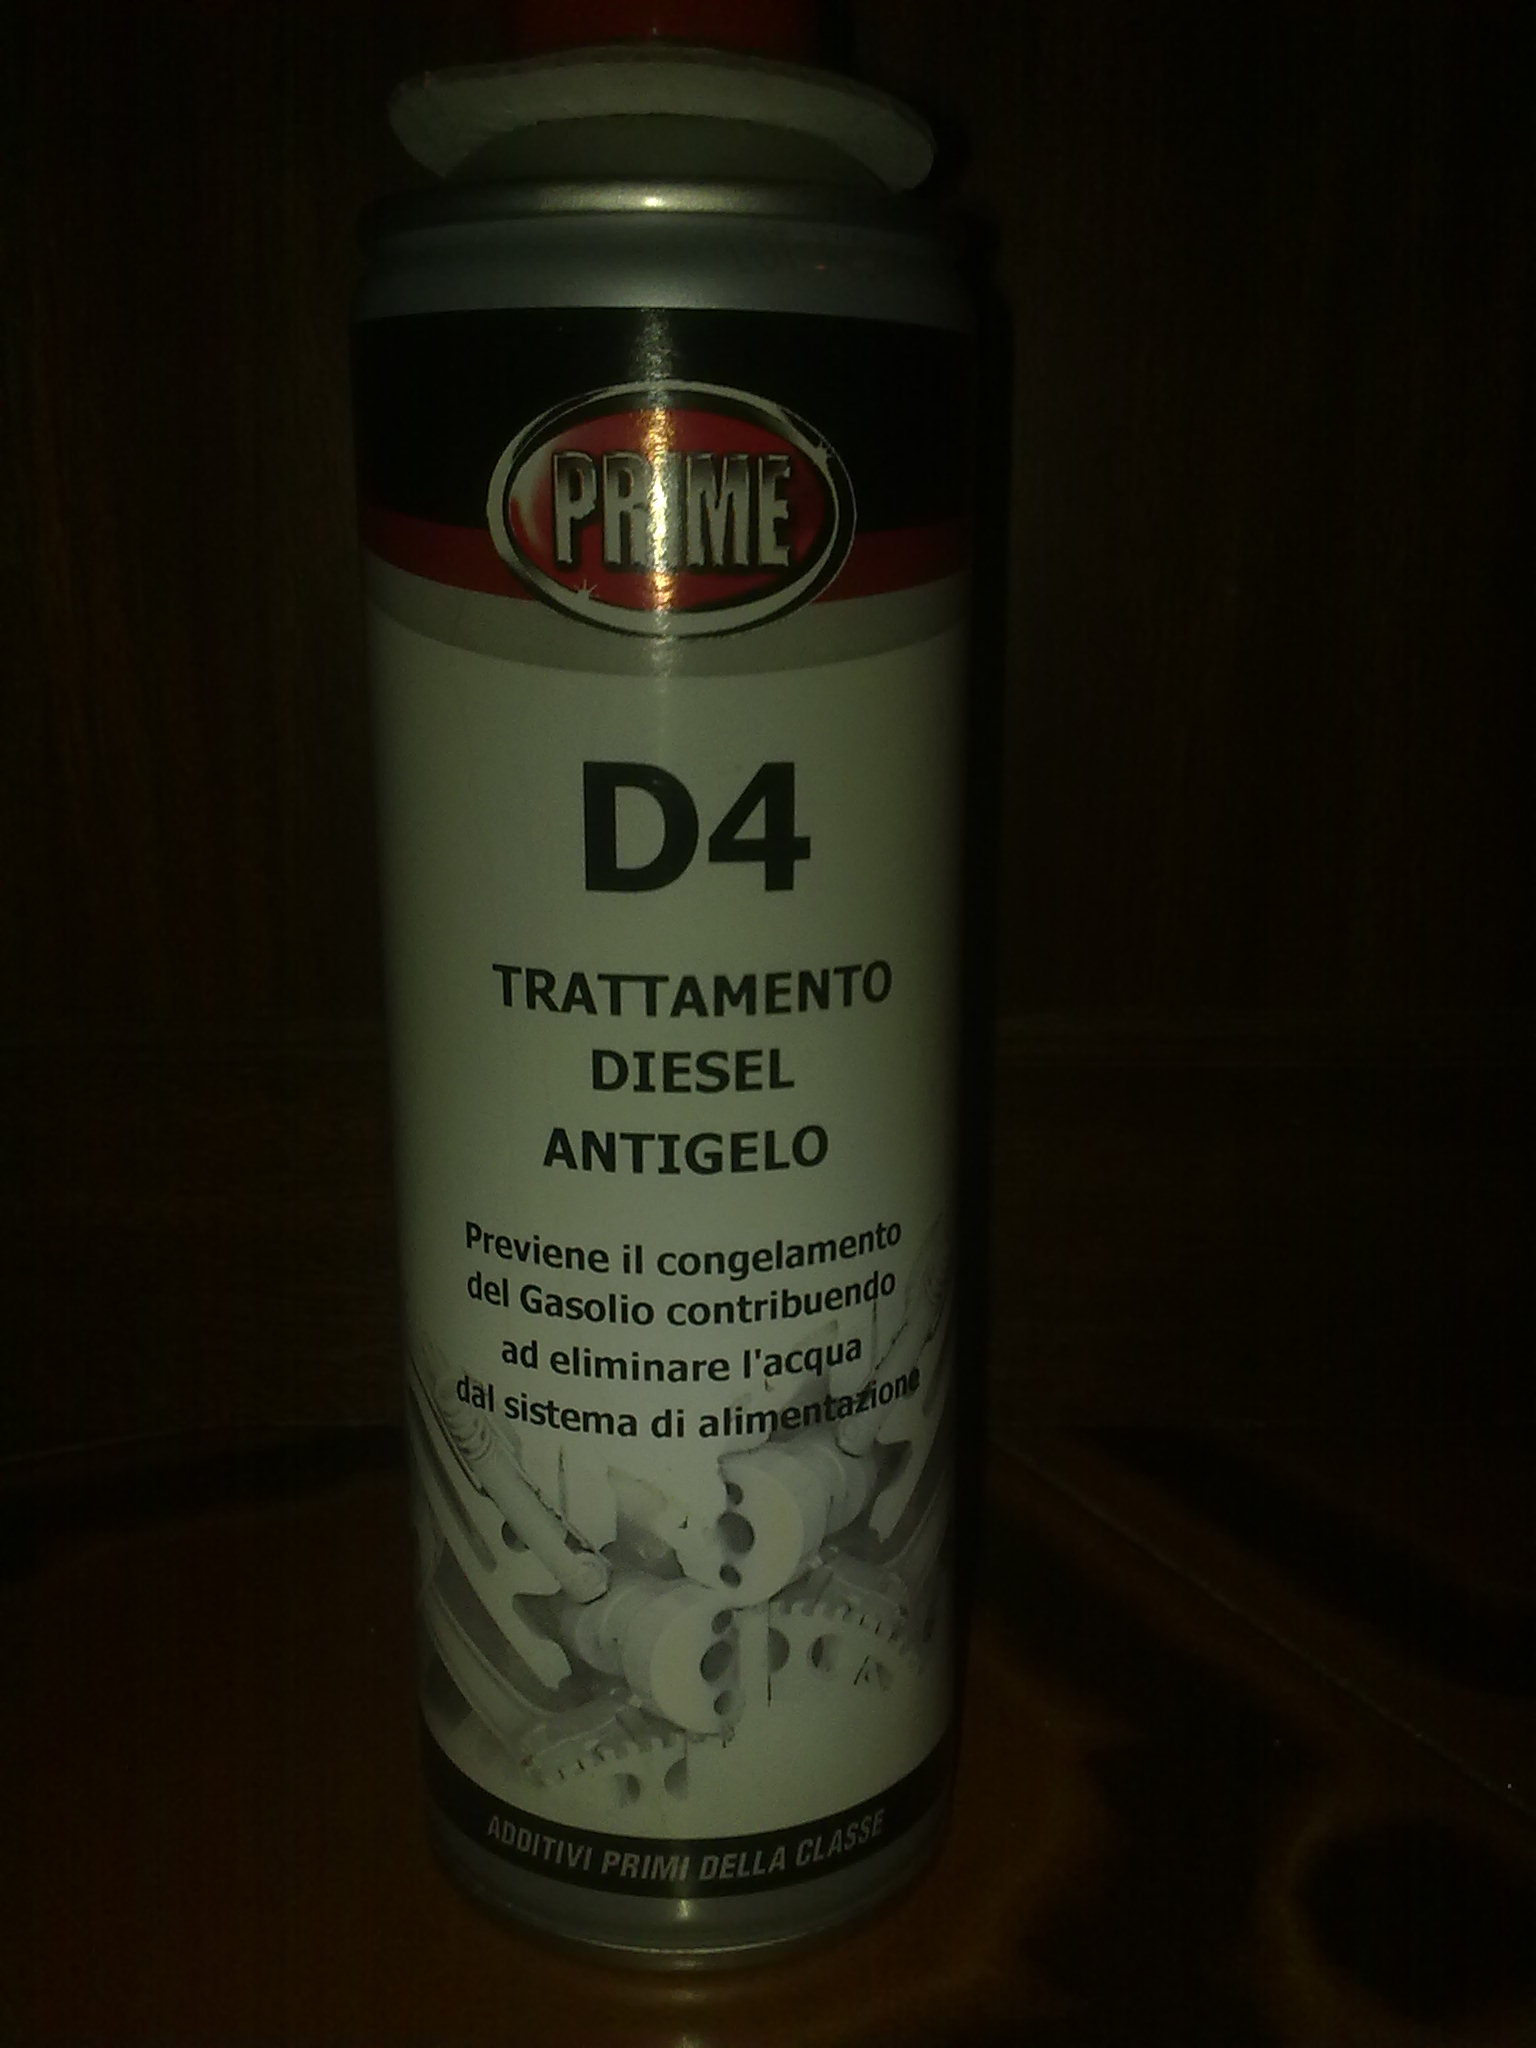 PRIME
D4
TRATTAMENTO
DIESEL
ANTIGELO
Previene il congelamento
del Gasolio contribuendo
ad eliminare l'acqua
dal sistema di alimentazione
ADDITIVI PRIMI DELLA CLASSE